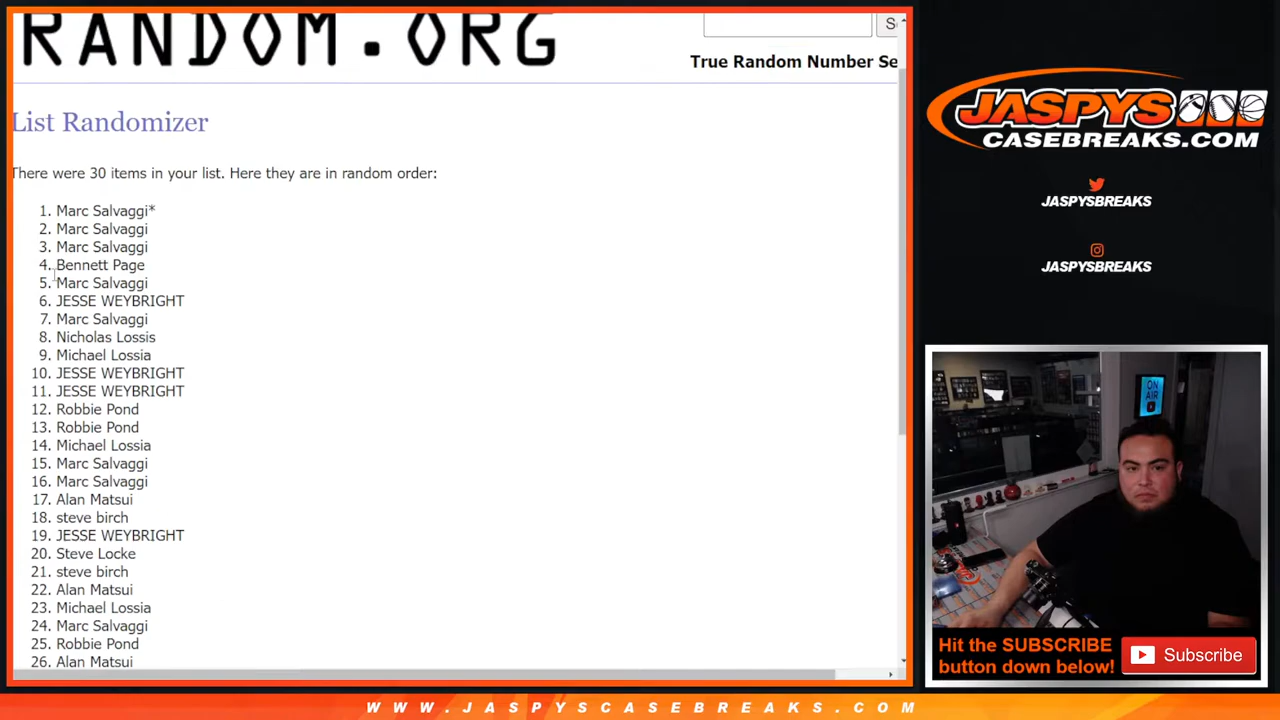 RANDOM.ORG
True Random Number Se
List Randomizer
There were 30 items in your list. Here they are in random order:
1. Marc Salvaggi*
2. Marc Salvaggi
3. Marc Salvaggi
4. Bennett Page
5. Marc Salvaggi
6. JESSE WEYBRIGHT
7. Marc Salvaggi
8. Nicholas Lossis
9. Michael Lossia
10. JESSE WEYBRIGHT
11. JESSE WEYBRIGHT
12. Robbie Pond
13. Robbie Pond
14. Michael Lossia
15. Marc Salvaggi
16. Marc Salvaggi
17. Alan Matsui
18. steve birch
19. JESSE WEYBRIGHT
20. Steve Locke
21. steve birch
22. Alan Matsui
23. Michael Lossia
24. Marc Salvaggi
25. Robbie Pond
26. Alan Matsui
JASPYS
CASEBREAKS.COM
JASPYSBREAKS
JASPYSBREAKS
ON
AIR
Hit the SUBSCRIBE
button down below!
Subscribe
WWW.JASPYSCASEBREAKS.COM